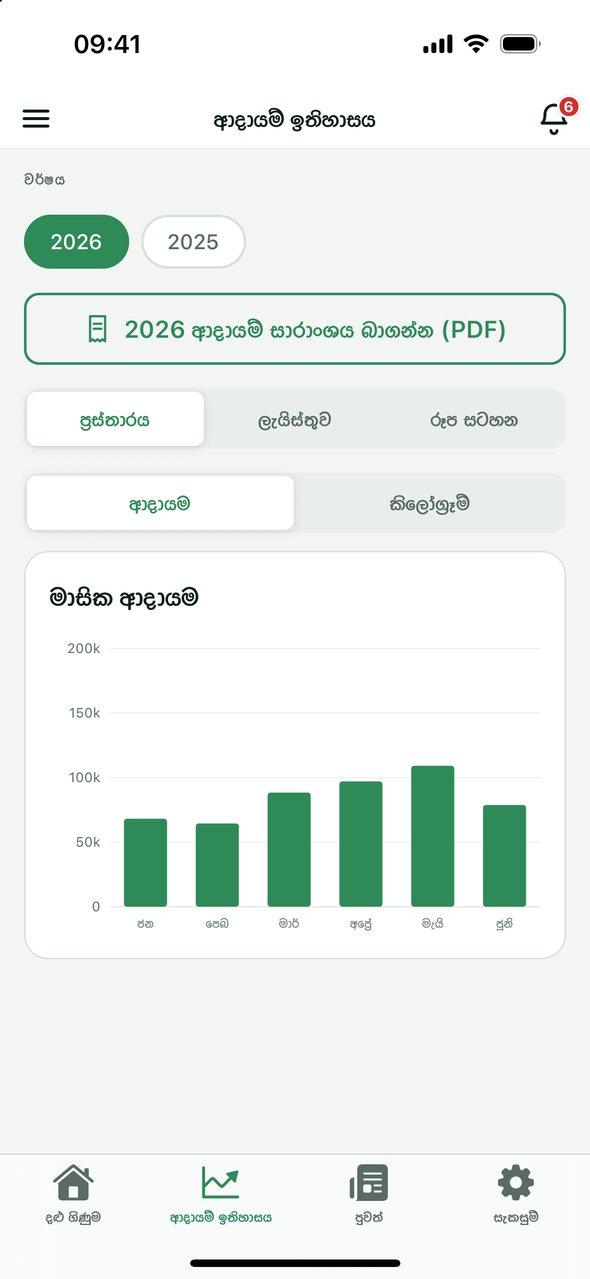 09:41
ආදායම් ඉතිහාසය
6
වර්ෂය
2026
2025
2026 ආදායම් සාරාංශය බාගන්න (PDF)
ප්‍රස්තාරය
ලැයිස්තුව
රූප සටහන
ආදායම
කිලෝග්‍රෑම්
මාසික ආදායම
200k
150k
100k
50k
0
ජන
පෙබ
මාර්
අප්‍රේ
මැයි
ජූනි
දළු ගිණුම
ආදායම් ඉතිහාසය
පුවත්
සැකසුම්